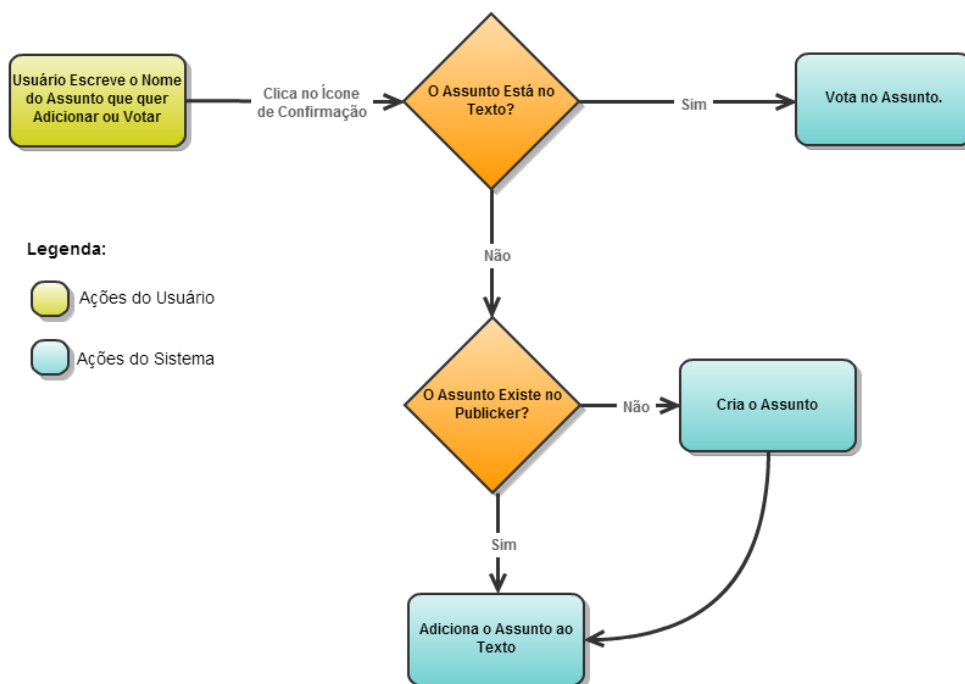 Usuário Escreve o Nome
do Assunto que quer
Adicionar ou Votar
Clica no Ícone
de Confirmação
O Assunto Está no
Texto?
Sim
Vota no Assunto.
Não
Legenda:
Ações do Usuário
Ações do Sistema
O Assunto Existe no
Publicker?
Não
Cria o Assunto
Sim
Adiciona o Assunto ao
Texto